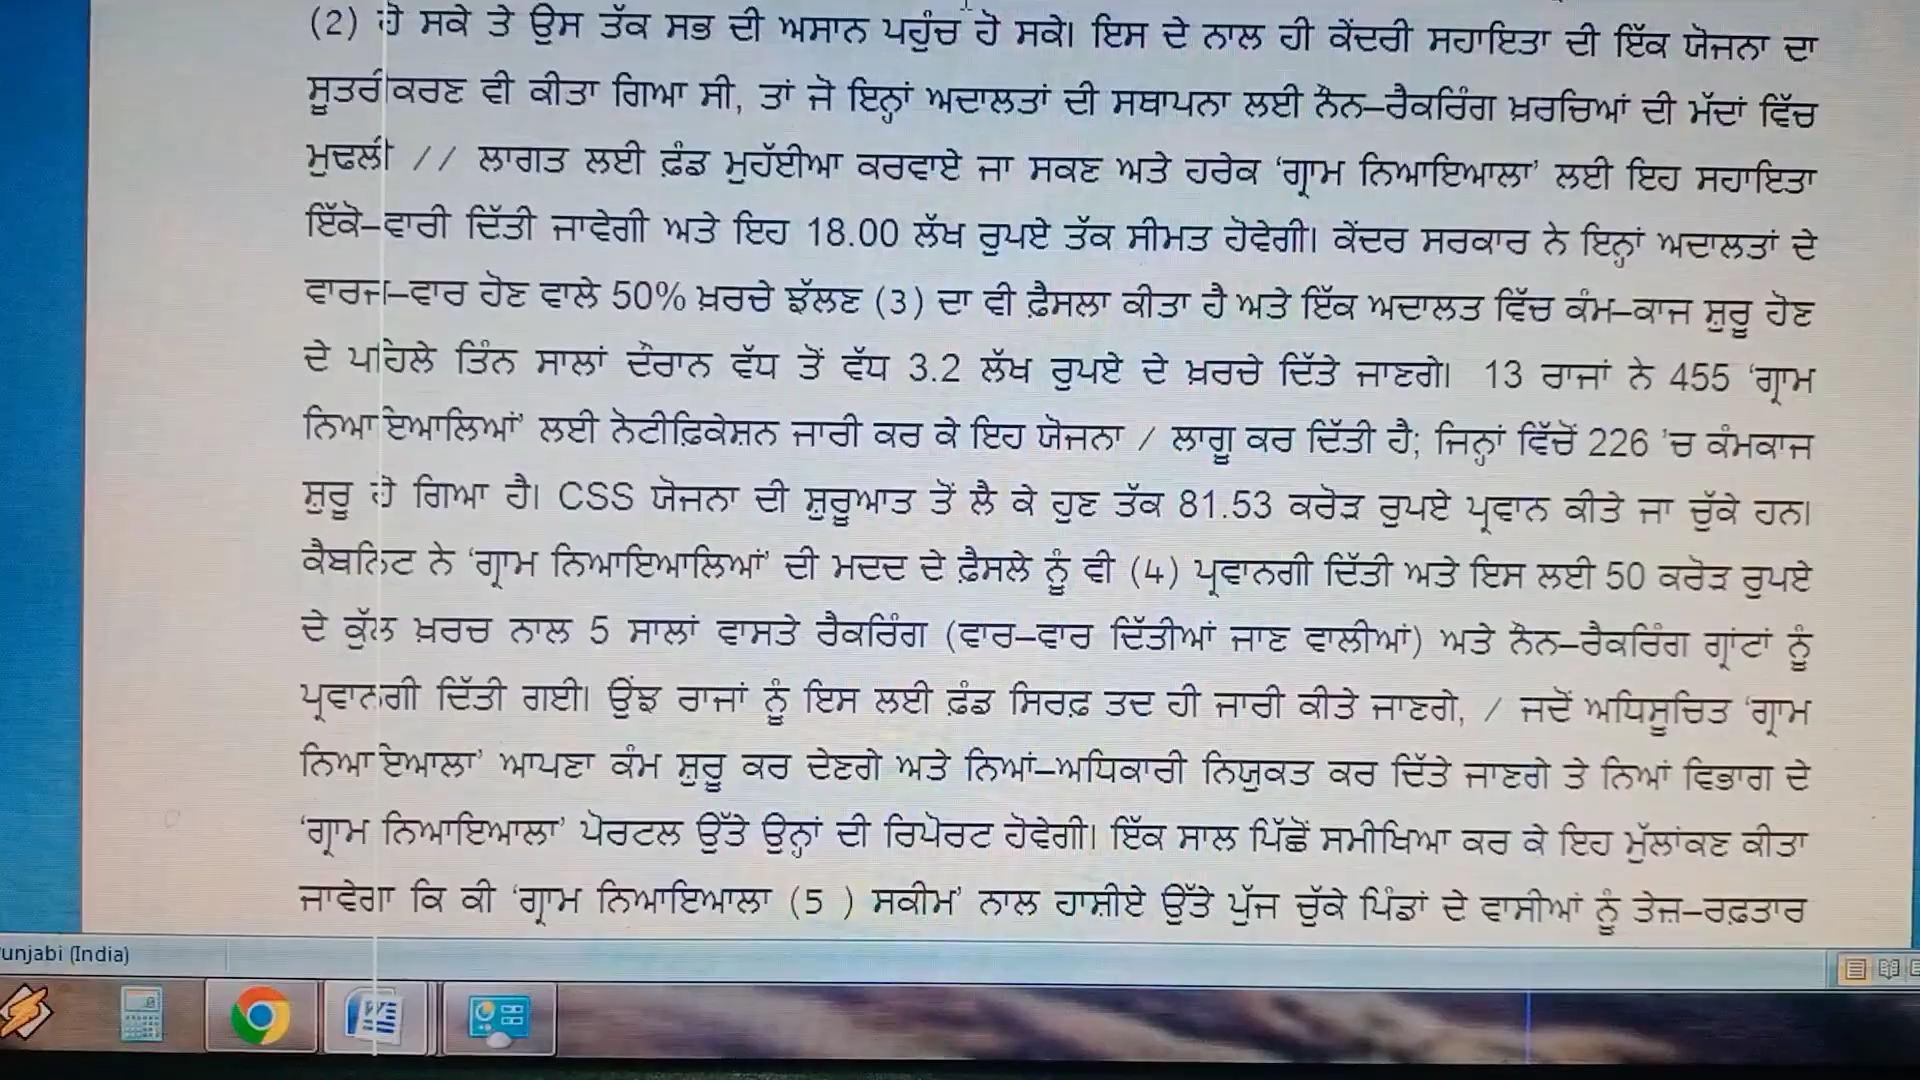 (2) ਹੋ ਸਕੇ ਤੇ ਉਸ ਤੱਕ ਸਭ ਦੀ ਅਸਾਨ ਪਹੁੰਚ ਹੋ ਸਕੇ। ਇਸ ਦੇ ਨਾਲ ਹੀ ਕੇਂਦਰੀ ਸਹਾਇਤਾ ਦੀ ਇੱਕ ਯੋਜਨਾ ਦਾ
ਸੂਤਰੀਕਰਣ ਵੀ ਕੀਤਾ ਗਿਆ ਸੀ, ਤਾਂ ਜੋ ਇਨ੍ਹਾਂ ਅਦਾਲਤਾਂ ਦੀ ਸਥਾਪਨਾ ਲਈ ਨੌਨ–ਰੈਕਰਿੰਗ ਖ਼ਰਚਿਆਂ ਦੀ ਮੱਦਾਂ ਵਿੱਚ
ਮੁਢਲੀ // ਲਾਗਤ ਲਈ ਫ਼ੰਡ ਮੁਹੱਈਆ ਕਰਵਾਏ ਜਾ ਸਕਣ ਅਤੇ ਹਰੇਕ ‘ਗ੍ਰਾਮ ਨਿਆਇਆਲਾ’ ਲਈ ਇਹ ਸਹਾਇਤਾ
ਇੱਕੋ–ਵਾਰੀ ਦਿੱਤੀ ਜਾਵੇਗੀ ਅਤੇ ਇਹ 18.00 ਲੱਖ ਰੁਪਏ ਤੱਕ ਸੀਮਤ ਹੋਵੇਗੀ। ਕੇਂਦਰ ਸਰਕਾਰ ਨੇ ਇਨ੍ਹਾਂ ਅਦਾਲਤਾਂ ਦੇ
ਵਾਰਜ–ਵਾਰ ਹੋਣ ਵਾਲੇ 50% ਖ਼ਰਚੇ ਝੱਲਣ (3) ਦਾ ਵੀ ਫ਼ੈਸਲਾ ਕੀਤਾ ਹੈ ਅਤੇ ਇੱਕ ਅਦਾਲਤ ਵਿੱਚ ਕੰਮ–ਕਾਜ ਸ਼ੁਰੂ ਹੋਣ
ਦੇ ਪਹਿਲੇ ਤਿੰਨ ਸਾਲਾਂ ਦੌਰਾਨ ਵੱਧ ਤੋਂ ਵੱਧ 3.2 ਲੱਖ ਰੁਪਏ ਦੇ ਖ਼ਰਚੇ ਦਿੱਤੇ ਜਾਣਗੇ। 13 ਰਾਜਾਂ ਨੇ 455 ‘ਗ੍ਰਾਮ
ਨਿਆਇਆਲਿਆਂ’ ਲਈ ਨੋਟੀਫ਼ਿਕੇਸ਼ਨ ਜਾਰੀ ਕਰ ਕੇ ਇਹ ਯੋਜਨਾ / ਲਾਗੂ ਕਰ ਦਿੱਤੀ ਹੈ; ਜਿਨ੍ਹਾਂ ਵਿੱਚੋਂ 226 ’ਚ ਕੰਮਕਾਜ
ਸ਼ੁਰੂ ਹੋ ਗਿਆ ਹੈ। CSS ਯੋਜਨਾ ਦੀ ਸ਼ੁਰੂਆਤ ਤੋਂ ਲੈ ਕੇ ਹੁਣ ਤੱਕ 81.53 ਕਰੋੜ ਰੁਪਏ ਪ੍ਰਵਾਨ ਕੀਤੇ ਜਾ ਚੁੱਕੇ ਹਨ।
ਕੈਬਨਿਟ ਨੇ ‘ਗ੍ਰਾਮ ਨਿਆਇਆਲਿਆਂ’ ਦੀ ਮਦਦ ਦੇ ਫ਼ੈਸਲੇ ਨੂੰ ਵੀ (4) ਪ੍ਰਵਾਨਗੀ ਦਿੱਤੀ ਅਤੇ ਇਸ ਲਈ 50 ਕਰੋੜ ਰੁਪਏ
ਦੇ ਕੁੱਲ ਖ਼ਰਚ ਨਾਲ 5 ਸਾਲਾਂ ਵਾਸਤੇ ਰੈਕਰਿੰਗ (ਵਾਰ–ਵਾਰ ਦਿੱਤੀਆਂ ਜਾਣ ਵਾਲੀਆਂ) ਅਤੇ ਨੌਨ–ਰੈਕਰਿੰਗ ਗ੍ਰਾਂਟਾਂ ਨੂੰ
ਪ੍ਰਵਾਨਗੀ ਦਿੱਤੀ ਗਈ। ਉਂਝ ਰਾਜਾਂ ਨੂੰ ਇਸ ਲਈ ਫ਼ੰਡ ਸਿਰਫ਼ ਤਦ ਹੀ ਜਾਰੀ ਕੀਤੇ ਜਾਣਗੇ, / ਜਦੋਂ ਅਧਿਸੂਚਿਤ ‘ਗ੍ਰਾਮ
ਨਿਆਇਆਲਾ’ ਆਪਣਾ ਕੰਮ ਸ਼ੁਰੂ ਕਰ ਦੇਣਗੇ ਅਤੇ ਨਿਆਂ–ਅਧਿਕਾਰੀ ਨਿਯੁਕਤ ਕਰ ਦਿੱਤੇ ਜਾਣਗੇ ਤੇ ਨਿਆਂ ਵਿਭਾਗ ਦੇ
‘ਗ੍ਰਾਮ ਨਿਆਇਆਲਾ’ ਪੋਰਟਲ ਉੱਤੇ ਉਨ੍ਹਾਂ ਦੀ ਰਿਪੋਰਟ ਹੋਵੇਗੀ। ਇੱਕ ਸਾਲ ਪਿੱਛੋਂ ਸਮੀਖਿਆ ਕਰ ਕੇ ਇਹ ਮੁੱਲਾਂਕਣ ਕੀਤਾ
ਜਾਵੇਗਾ ਕਿ ਕੀ ‘ਗ੍ਰਾਮ ਨਿਆਇਆਲਾ (5 ) ਸਕੀਮ’ ਨਾਲ ਹਾਸ਼ੀਏ ਉੱਤੇ ਪੁੱਜ ਚੁੱਕੇ ਪਿੰਡਾਂ ਦੇ ਵਾਸੀਆਂ ਨੂੰ ਤੇਜ਼–ਰਫ਼ਤਾਰ
unjabi (India)